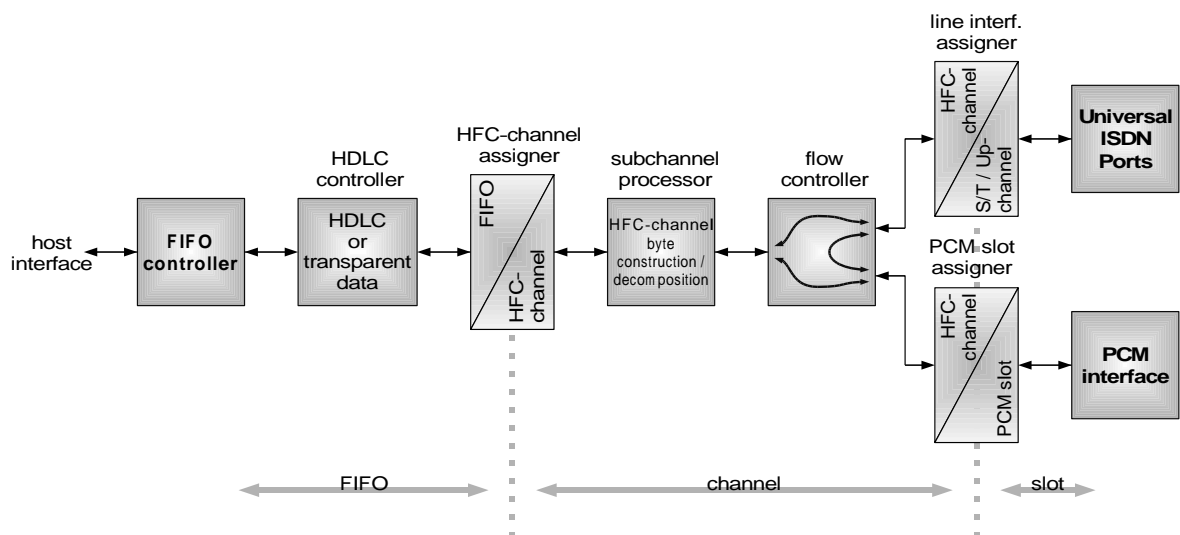 line interf.
assigner
HFC-
channel
S/T / Up-
channel
Universal
ISDN
Ports
HFC-channel
assigner
HDLC
controller
subchannel
processor
flow
controller
host
interface
FIFO
controller
HDLC
or
transparent
data
FIFO
HFC-
channel
HFC-channel
byte
construction /
decomposition
PCM slot
assigner
HFC-
channel
PCM slot
PCM
interface
FIFO
channel
slot